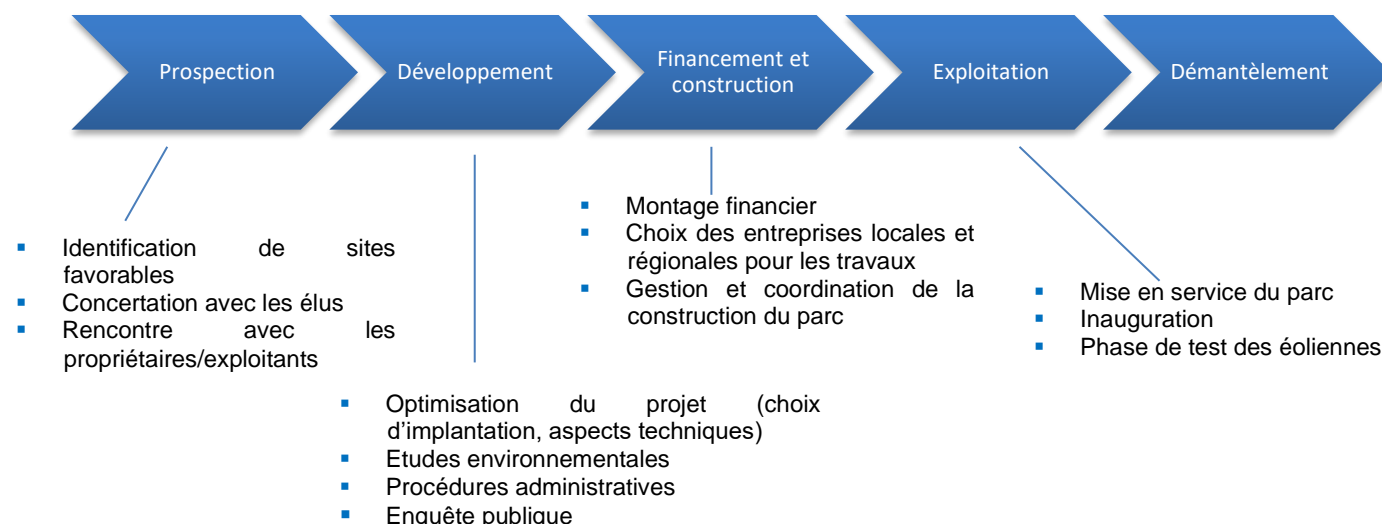 Prospection
Développement
Financement et
construction
Exploitation
Démantèlement
▪ Identification de sites
favorables
▪ Concertation avec les élus
▪ Rencontre avec les
propriétaires/exploitants
▪ Optimisation du projet (choix
d'implantation, aspects techniques)
▪ Etudes environnementales
▪ Procédures administratives
▪ Enquête publique
▪ Montage financier
▪ Choix des entreprises locales et
régionales pour les travaux
▪ Gestion et coordination de la
construction du parc
▪ Mise en service du parc
▪ Inauguration
▪ Phase de test des éoliennes